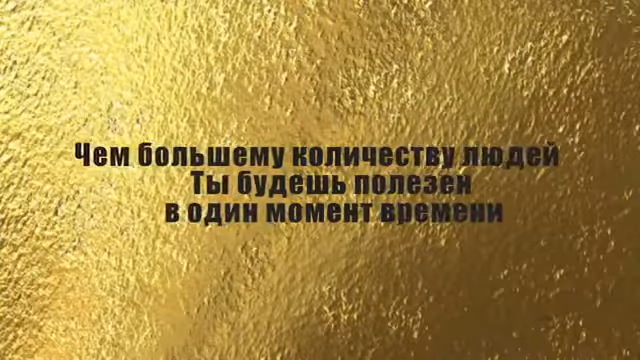 Чем большему количеству людей
Ты будешь полезен
в один момент времени